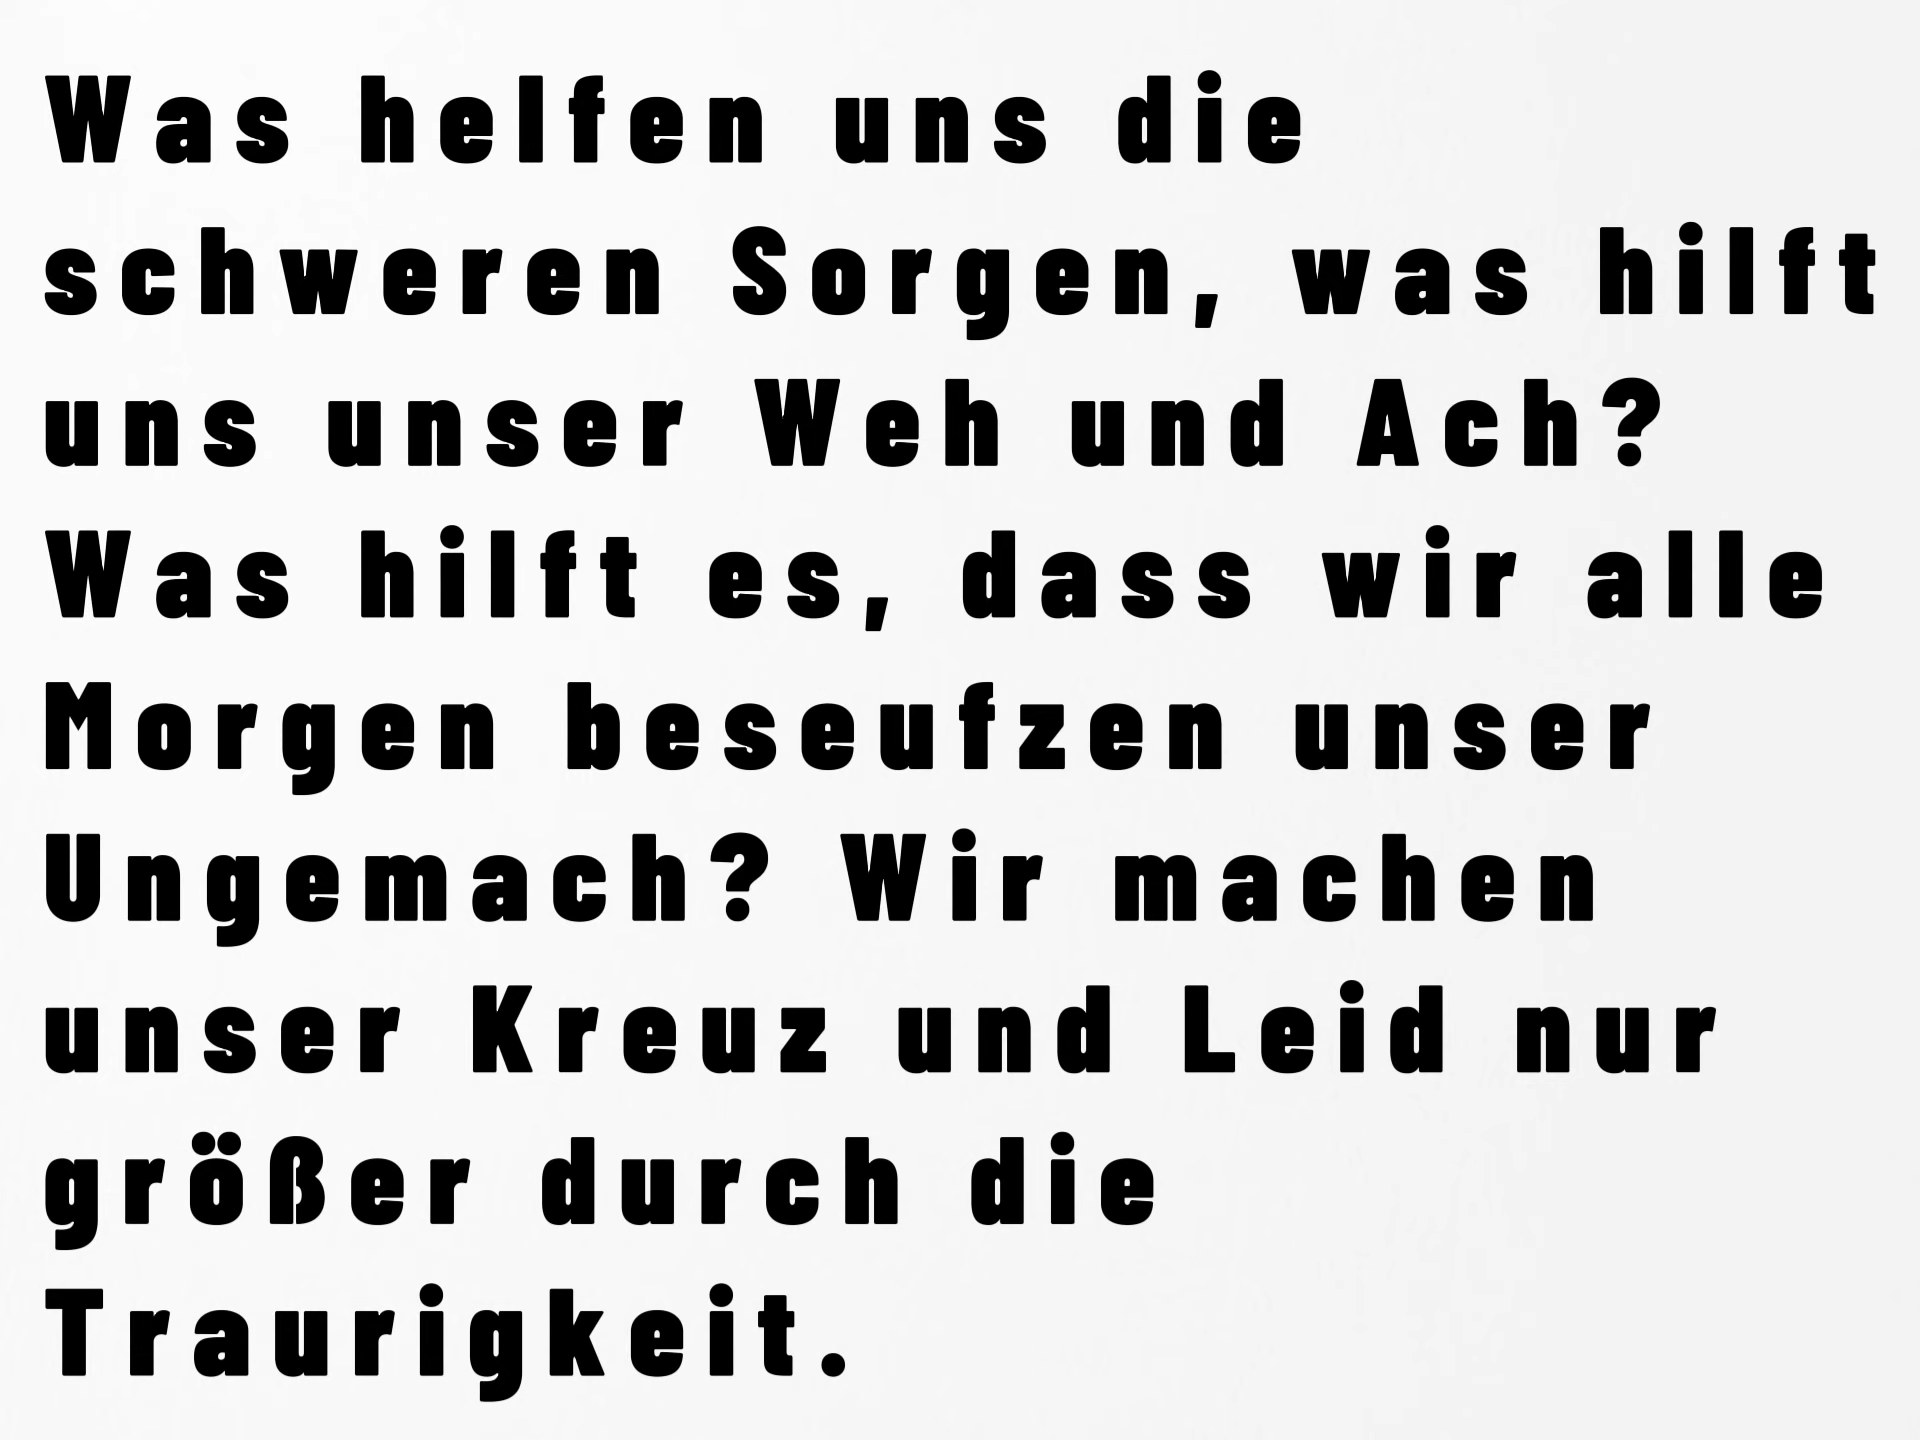 Was helfen uns die
schweren Sorgen, was hilft
uns unser Weh und Ach?
Was hilft es, dass wir alle
Morgen beseufzen unser
Ungemach? Wir machen
unser Kreuz und Leid nur
größer durch die
Traurigkeit.